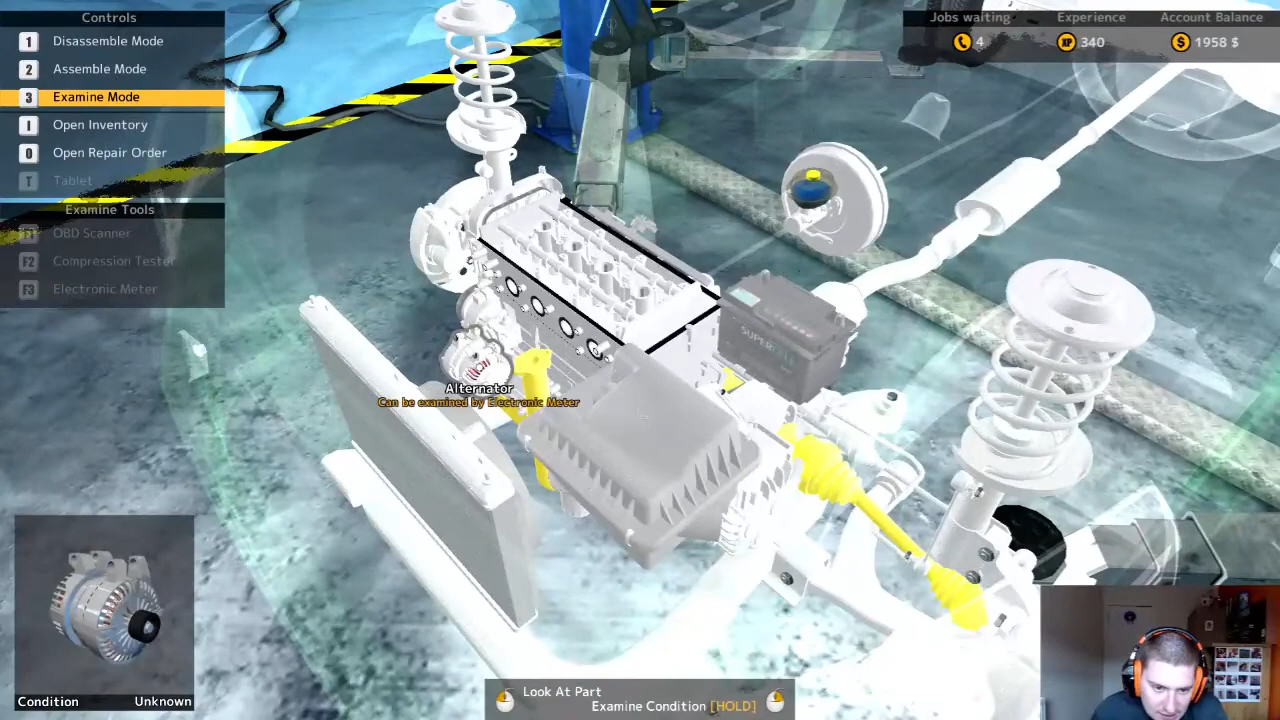 Controls
1 Disassemble Mode
2 Assemble Mode
3 Examine Mode
I Open Inventory
O Open Repair Order
T Tablet
Examine Tools
F1 OBD Scanner
F2 Compression Tester
F3 Electronic Meter
Jobs waiting Experience Account Balance
4 XP 340 $ 1958 $
Alternator
Can be examined by Electronic Meter
Condition Unknown
Look At Part
Examine Condition [HOLD]